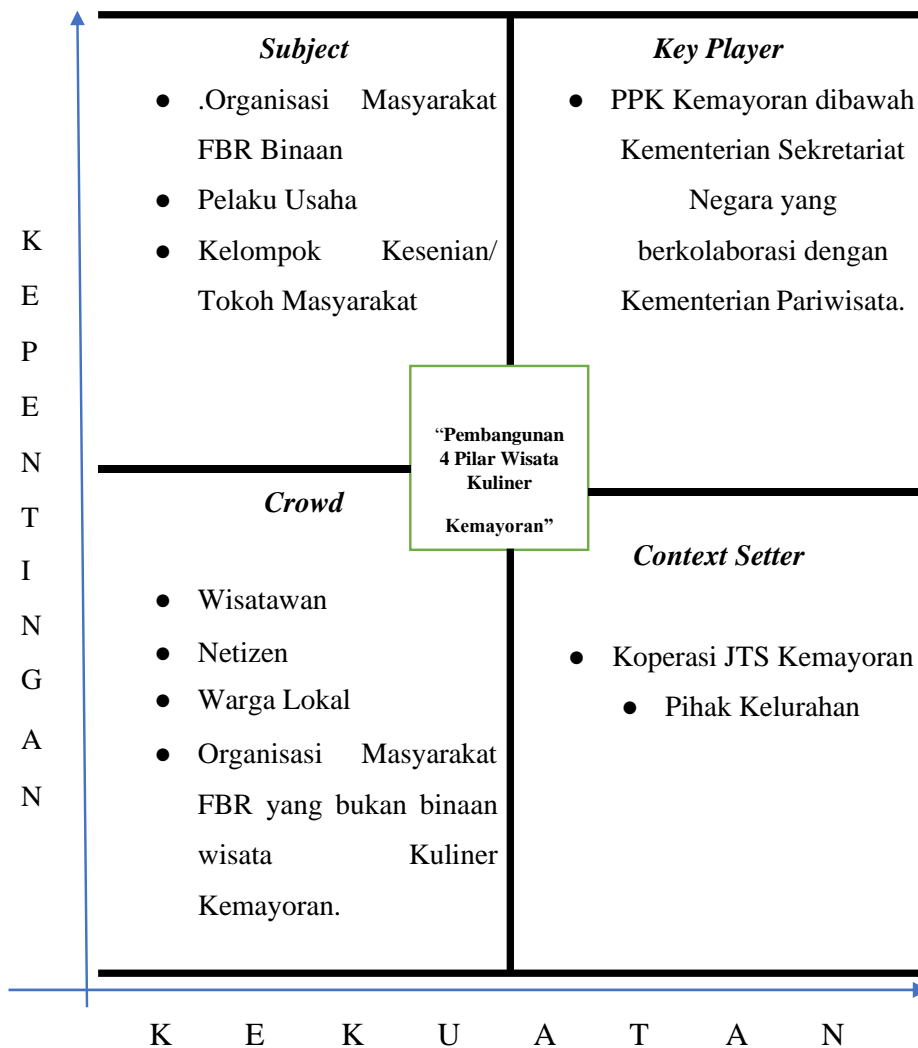 Subject
● .Organisasi Masyarakat
FBR Binaan
● Pelaku Usaha
● Kelompok Kesenian/
Tokoh Masyarakat
Key Player
● PPK Kemayoran dibawah
Kementerian Sekretariat
Negara yang
berkolaborasi dengan
Kementerian Pariwisata.
K
E
P
E
N
T
I
N
G
A
N
“Pembangunan
4 Pilar Wisata
Kuliner
Kemayoran”
Crowd
● Wisatawan
● Netizen
● Warga Lokal
● Organisasi Masyarakat
FBR yang bukan binaan
wisata Kuliner
Kemayoran.
Context Setter
● Koperasi JTS Kemayoran
● Pihak Kelurahan
K E K U A T A N